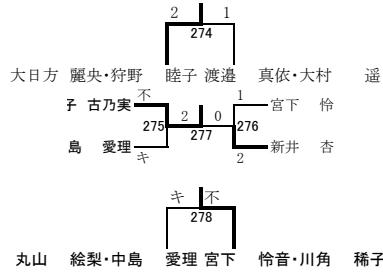 2 1
274
大日方 麗央・狩野 睦子 渡邉 真依・大村 遥
子 古乃実 不 1 宮下 怜
275 2 0 276
277
島 愛理 キ 2 新井 杏
キ 不
278
丸山 絵梨・中島 愛理 宮下 怜音・川角 稀子